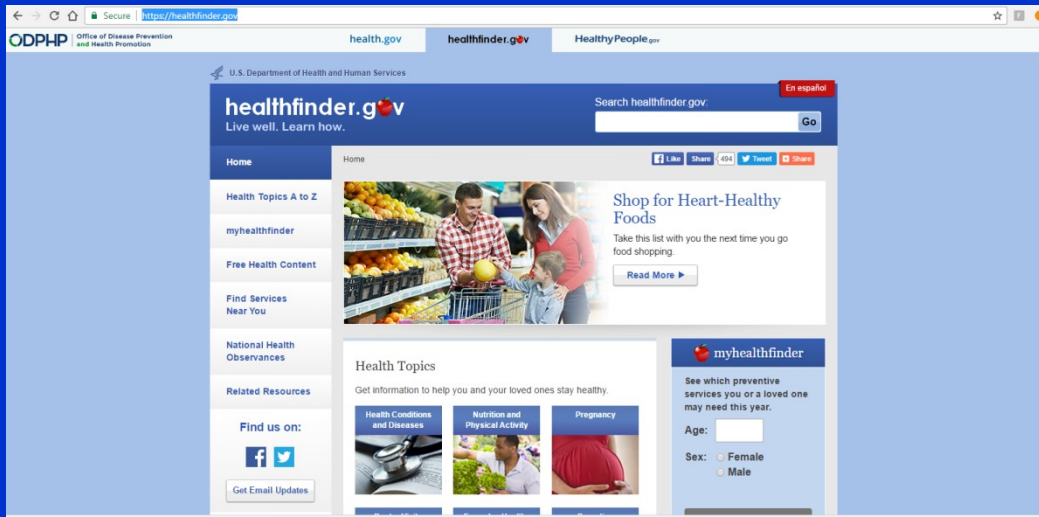 Secure | https://healthfinder.gov
ODPHP
Office of Disease Prevention
and Health Promotion
health.gov
healthfinder.gov
HealthyPeople.gov
U.S. Department of Health and Human Services
En español
healthfinder.gov
Live well. Learn how.
Search healthfinder.gov:
Go
Home
Health Topics A to Z
myhealthfinder
Free Health Content
Find Services
Near You
National Health
Observances
Related Resources
Find us on:
Get Email Updates
Home
Like
Share
494
Tweet
Share
Shop for Heart-Healthy
Foods
Take this list with you the next time you go
food shopping.
Read More
Health Topics
Get information to help you and your loved ones stay healthy.
Health Conditions
and Diseases
Nutrition and
Physical Activity
Pregnancy
myhealthfinder
See which preventive
services you or a loved one
may need this year.
Age:
Sex:
Female
Male